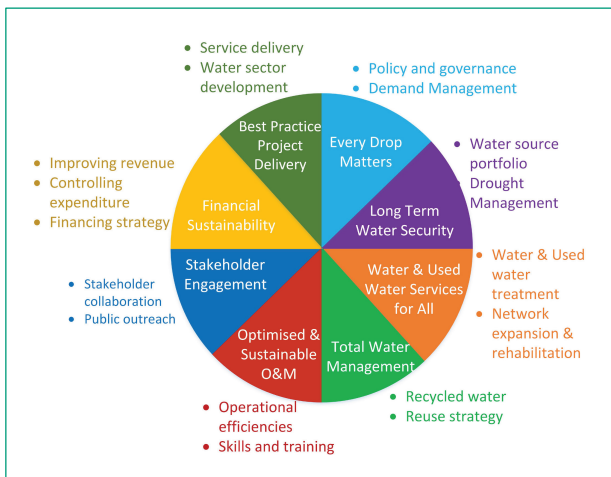 • Service delivery
• Water sector
development
• Policy and governance
• Demand Management
Best Practice
Project
Delivery
Every Drop
Matters
• Improving revenue
• Controlling
expenditure
• Financing strategy
Financial
Sustainability
Long Term
Water Security
• Water source
portfolio
• Drought
Management
• Stakeholder
collaboration
• Public outreach
Stakeholder
Engagement
Water & Used
Water Services
for All
• Water & Used
water
treatment
• Network
expansion &
rehabilitation
Optimised &
Sustainable
O&M
Total Water
Management
• Operational
efficiencies
• Skills and training
• Recycled water
• Reuse strategy